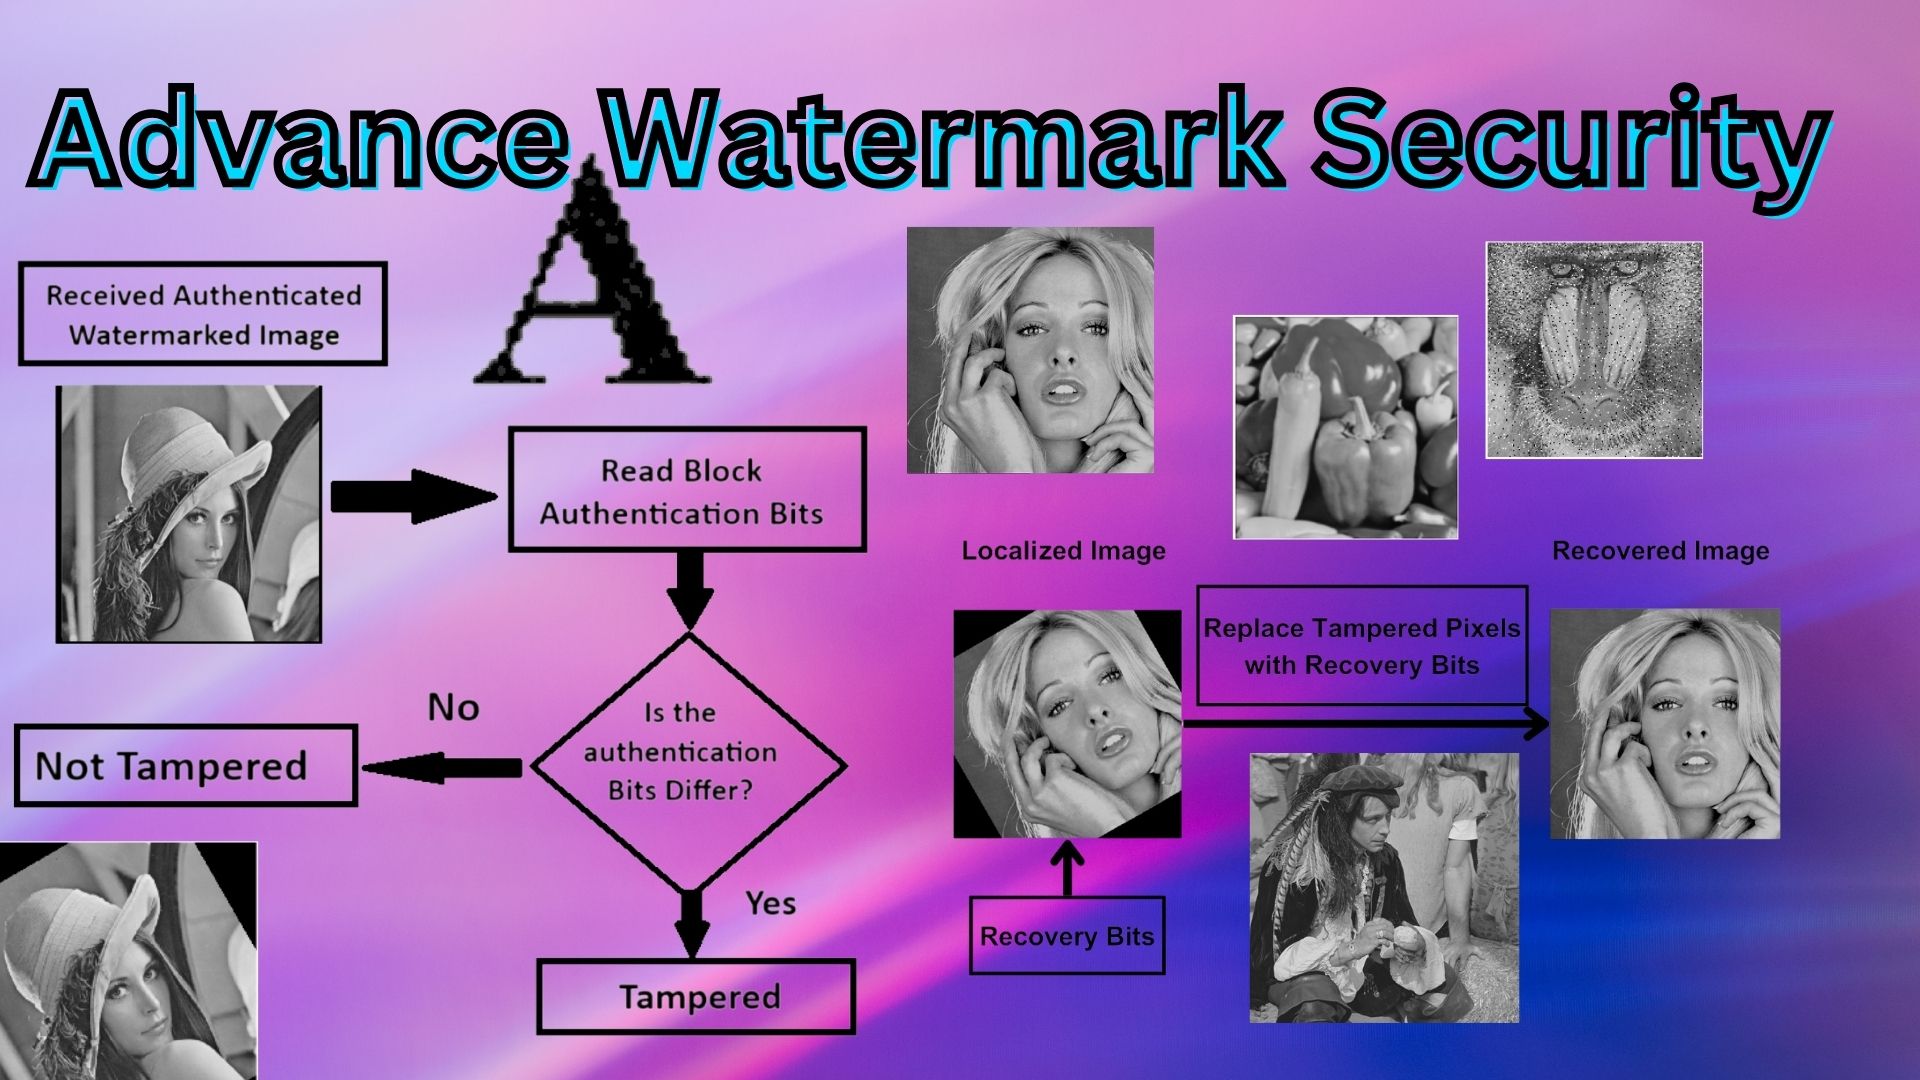 Advance Watermark Security
A
Received Authenticated
Watermarked Image
Read Block
Authentication Bits
Is the
authentication
Bits Differ?
No
Not Tampered
Yes
Tampered
Localized Image
Recovered Image
Replace Tampered Pixels
with Recovery Bits
Recovery Bits